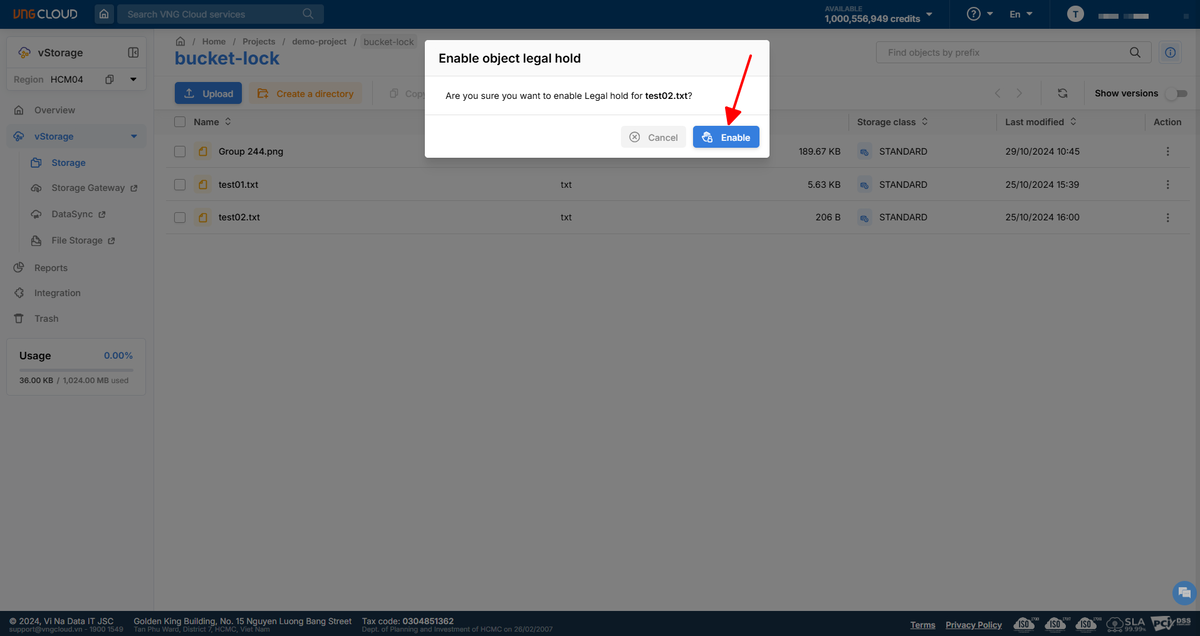 VNG CLOUD
Search VNG Cloud services
AVAILABLE
1,000,556,949 credits
En
T
vStorage
Region HCM04
Overview
vStorage
Storage
Storage Gateway
DataSync
File Storage
Reports
Integration
Trash
Usage 0.00%
36.00 KB / 1,024.00 MB used
/ Home / Projects / demo-project / bucket-lock
bucket-lock
Find objects by prefix
Upload
Create a directory
Copy
Show versions
Name
Storage class
Last modified
Action
Group 244.png 189.67 KB STANDARD 29/10/2024 10:45
test01.txt txt 5.63 KB STANDARD 25/10/2024 15:39
test02.txt txt 206 B STANDARD 25/10/2024 16:00
Enable object legal hold
Are you sure you want to enable Legal hold for test02.txt?
Cancel
Enable
© 2024, Vi Na Data IT JSC
support@vngcloud.vn - 1900 1549
Golden King Building, No. 15 Nguyen Luong Bang Street
Tan Phu Ward, District 7, HCMC, Viet Nam
Tax code: 0304851362
Dept. of Planning and Investment of HCMC on 26/02/2007
Terms
Privacy Policy
ISO
ISO
ISO
SLA
99.99%
PCI DSS